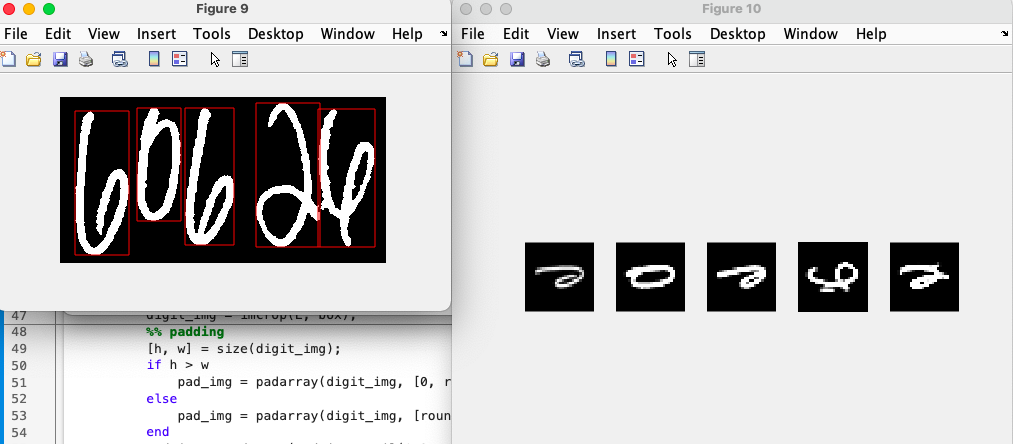 Figure 9
File Edit View Insert Tools Desktop Window Help
60626
47 digit_img = imcrop(L, box);
48 %% padding
49 [h, w] = size(digit_img);
50 if h > w
51 pad_img = padarray(digit_img, [0, r
52 else
53 pad_img = padarray(digit_img, [roun
54 end
Figure 10
File Edit View Insert Tools Desktop Window Help